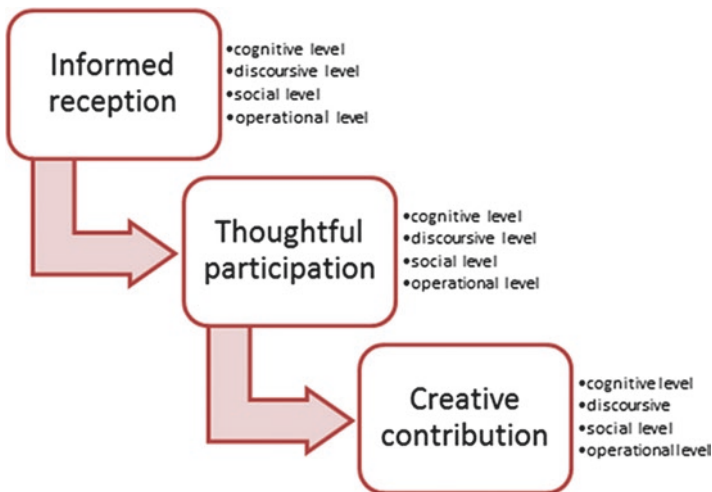 Informed
reception
•cognitive level
•discoursive level
•social level
•operational level
Thoughtful
participation
•cognitive level
•discoursive level
•social level
•operational level
Creative
contribution
•cognitive level
•discoursive
•social level
•operational level